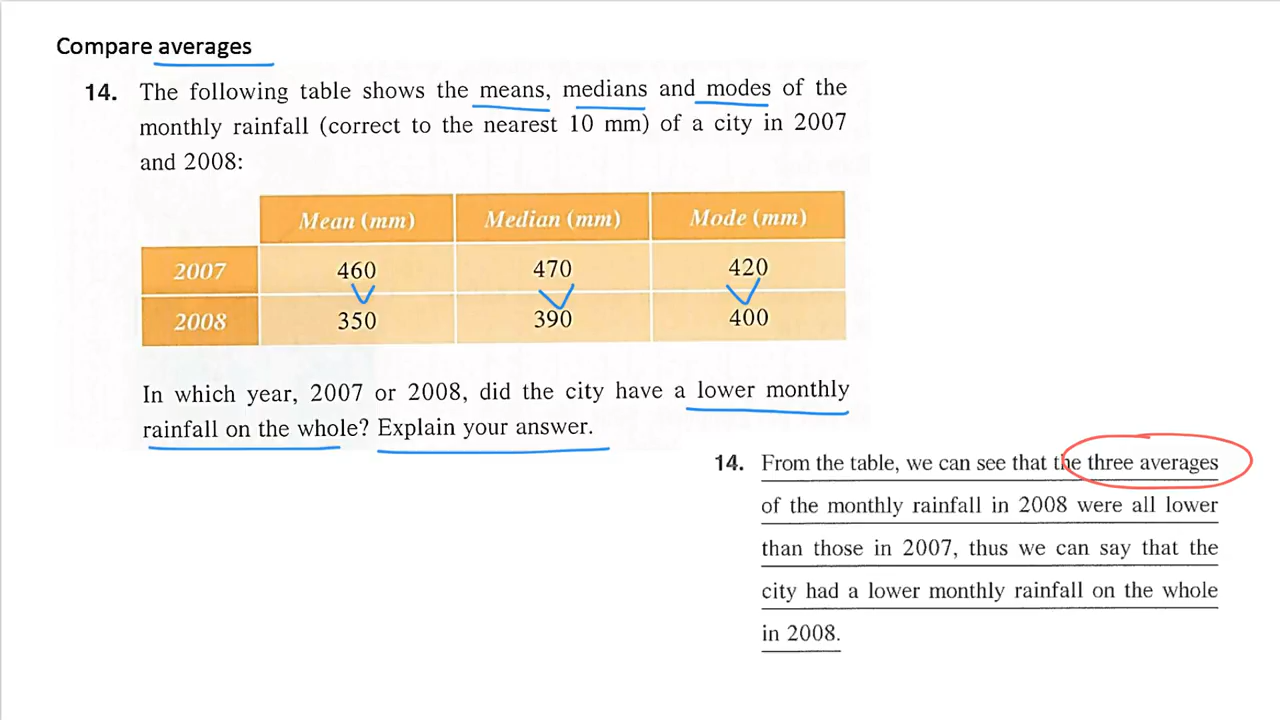 Compare averages
14. The following table shows the means, medians and modes of the
monthly rainfall (correct to the nearest 10 mm) of a city in 2007
and 2008:
Mean (mm) Median (mm) Mode (mm)
2007 460 470 420
2008 350 390 400
In which year, 2007 or 2008, did the city have a lower monthly
rainfall on the whole? Explain your answer.
14. From the table, we can see that the three averages
of the monthly rainfall in 2008 were all lower
than those in 2007, thus we can say that the
city had a lower monthly rainfall on the whole
in 2008.